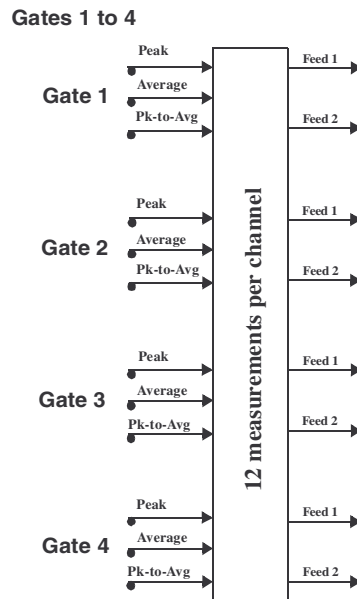 Gates 1 to 4
Peak
Feed 1
Gate 1
Average
Pk-to-Avg
Feed 2
Peak
Feed 1
Gate 2
Average
Pk-to-Avg
Feed 2
12 measurements per channel
Peak
Feed 1
Gate 3
Average
Pk-to-Avg
Feed 2
Peak
Feed 1
Gate 4
Average
Pk-to-Avg
Feed 2